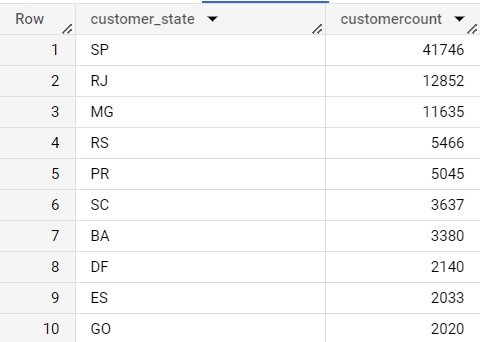 Row customer_state customercount
1 SP 41746
2 RJ 12852
3 MG 11635
4 RS 5466
5 PR 5045
6 SC 3637
7 BA 3380
8 DF 2140
9 ES 2033
10 GO 2020